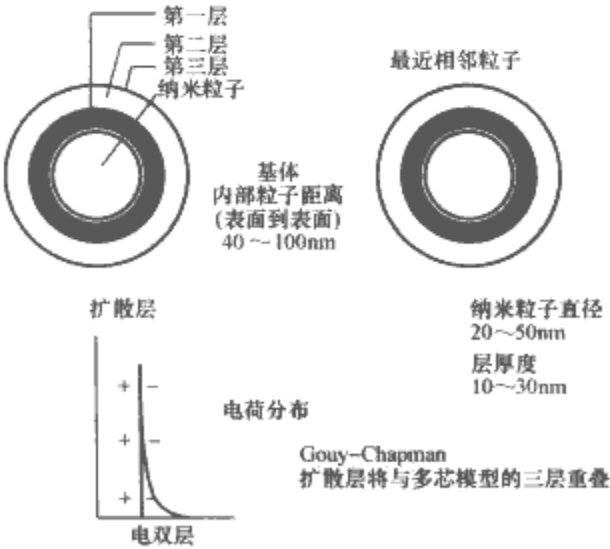 第一层
第二层
第三层
纳米粒子
最近相邻粒子
基体
内部粒子距离
(表面到表面)
40～100nm
扩散层
纳米粒子直径
20～50nm
层厚度
10～30nm
+ -
电荷分布
+ -
Gouy-Chapman
扩散层将与多芯模型的三层重叠
+ -
电双层